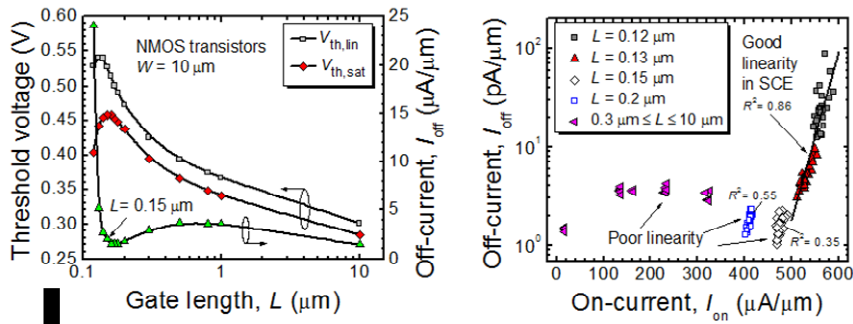 Threshold voltage (V)
0.60
0.55
0.50
0.45
0.40
0.35
0.30
0.25
NMOS transistors
W = 10 μm
Vth,lin
Vth,sat
L = 0.15 μm
0.1
1
10
Gate length, L (μm)
25
20
15
10
5
0
Off-current, Ioff (μA/μm)
Off-current, Ioff (pA/μm)
10²
10¹
10⁰
L = 0.12 μm
L = 0.13 μm
L = 0.15 μm
L = 0.2 μm
0.3 μm ≤ L ≤ 10 μm
Good
linearity
in SCE
R²= 0.86
Poor linearity
R²= 0.55
R²= 0.35
0 100 200 300 400 500 600
On-current, Ion (μA/μm)